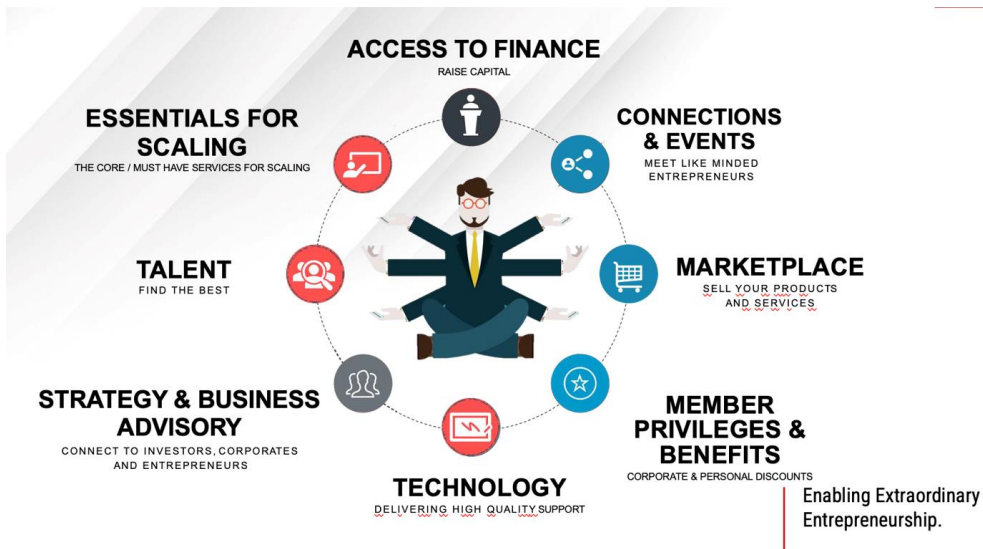 ACCESS TO FINANCE
RAISE CAPITAL
CONNECTIONS
& EVENTS
MEET LIKE MINDED
ENTREPRENEURS
MARKETPLACE
SELL YOUR PRODUCTS
AND SERVICES
MEMBER
PRIVILEGES &
BENEFITS
CORPORATE & PERSONAL DISCOUNTS
TECHNOLOGY
DELIVERING HIGH QUALITY SUPPORT
STRATEGY & BUSINESS
ADVISORY
CONNECT TO INVESTORS, CORPORATES
AND ENTREPRENEURS
TALENT
FIND THE BEST
ESSENTIALS FOR
SCALING
THE CORE / MUST HAVE SERVICES FOR SCALING
Enabling Extraordinary
Entrepreneurship.